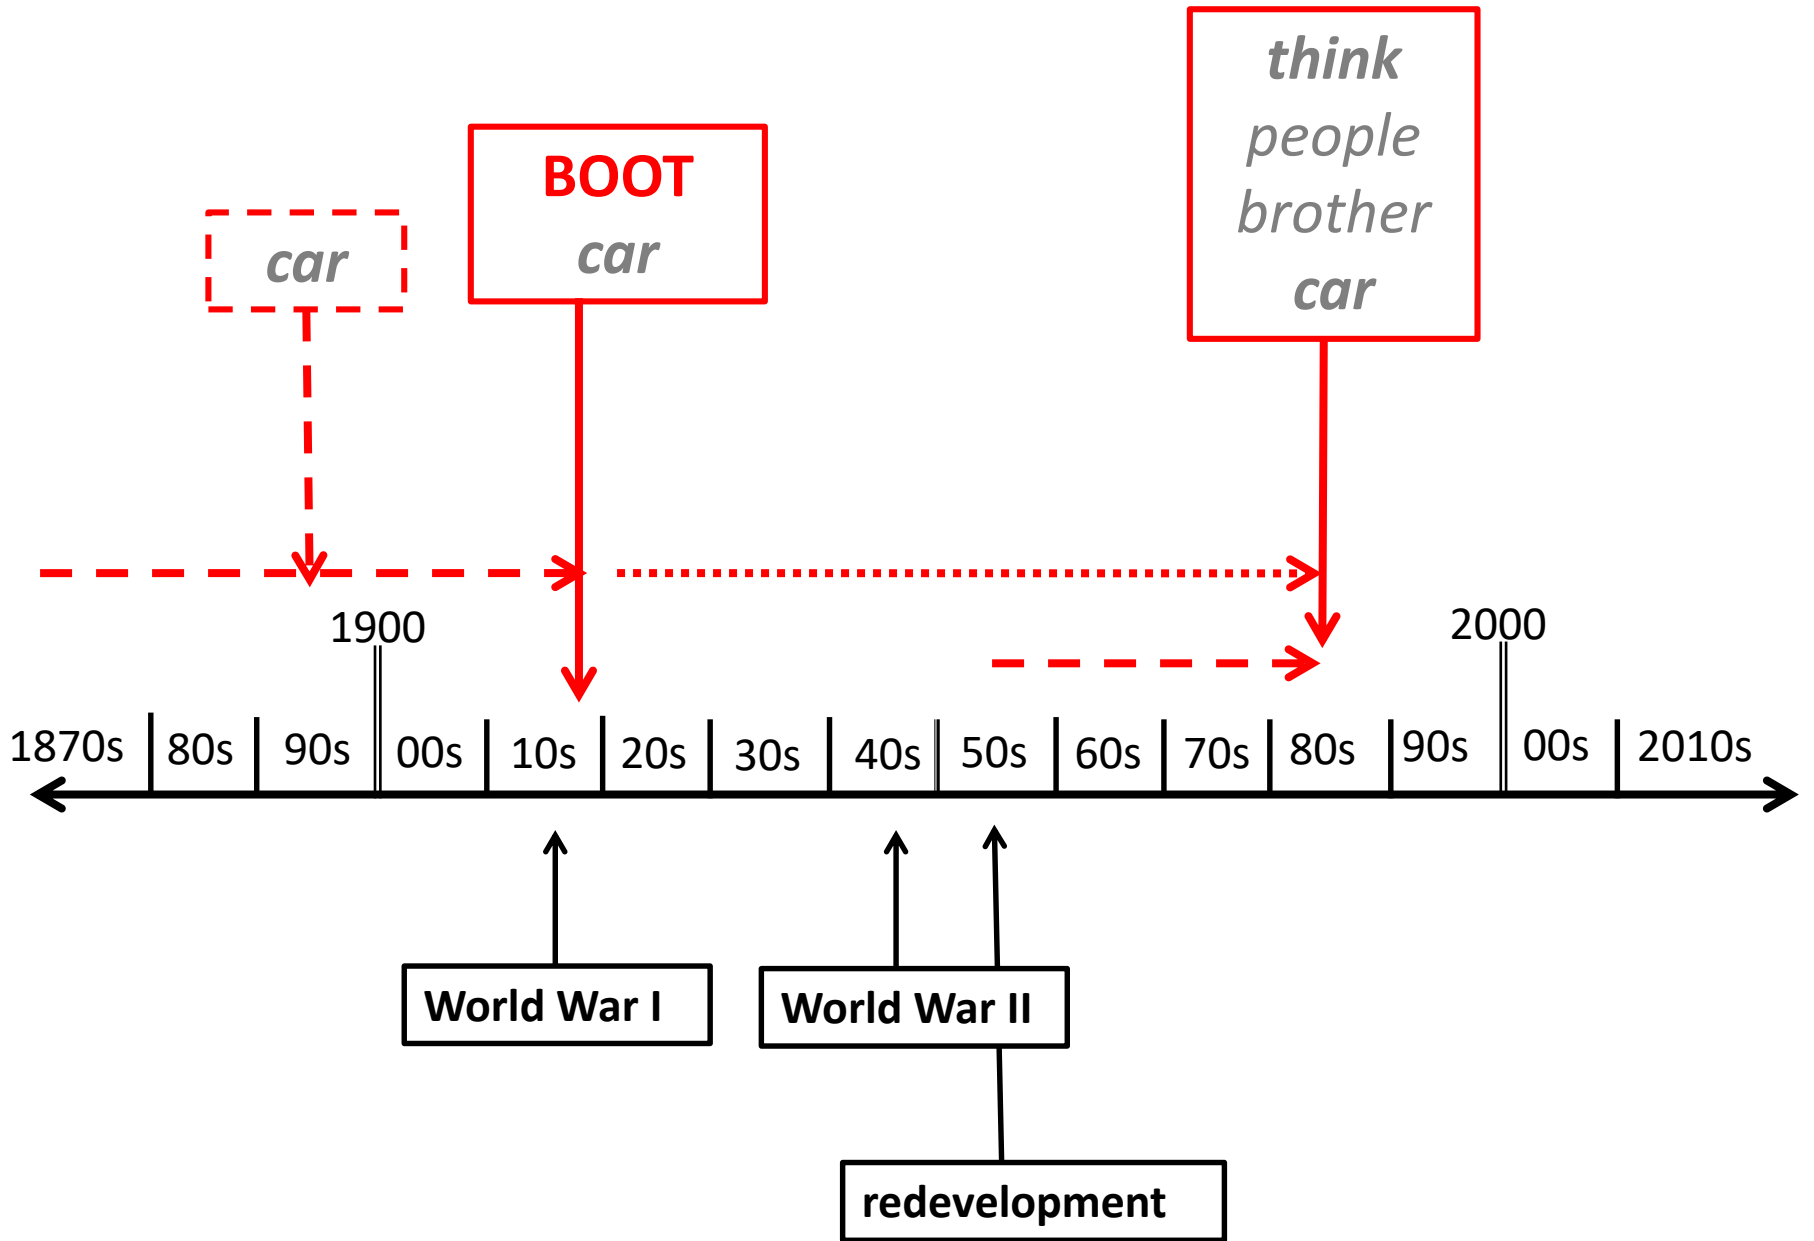 think
people
brother
car
BOOT
car
car
1900
2000
1870s 80s 90s 00s 10s 20s 30s 40s 50s 60s 70s 80s 90s 00s 2010s
World War I
World War II
redevelopment